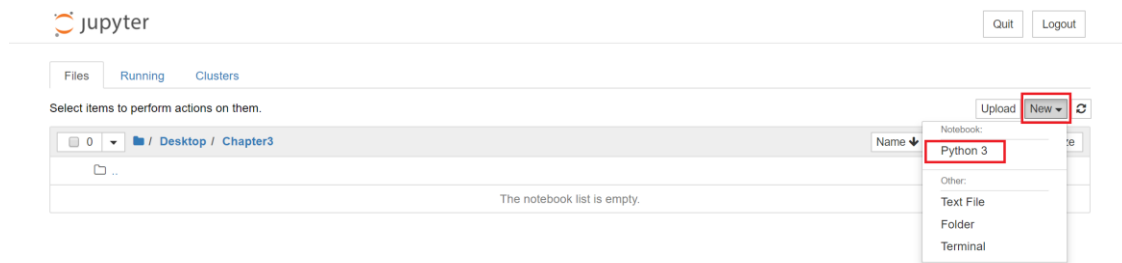 jupyter
Quit Logout
Files Running Clusters
Select items to perform actions on them.
Upload New
0 / Desktop / Chapter3
Name
Notebook:
Python 3
..
Other:
The notebook list is empty.
Text File
Folder
Terminal